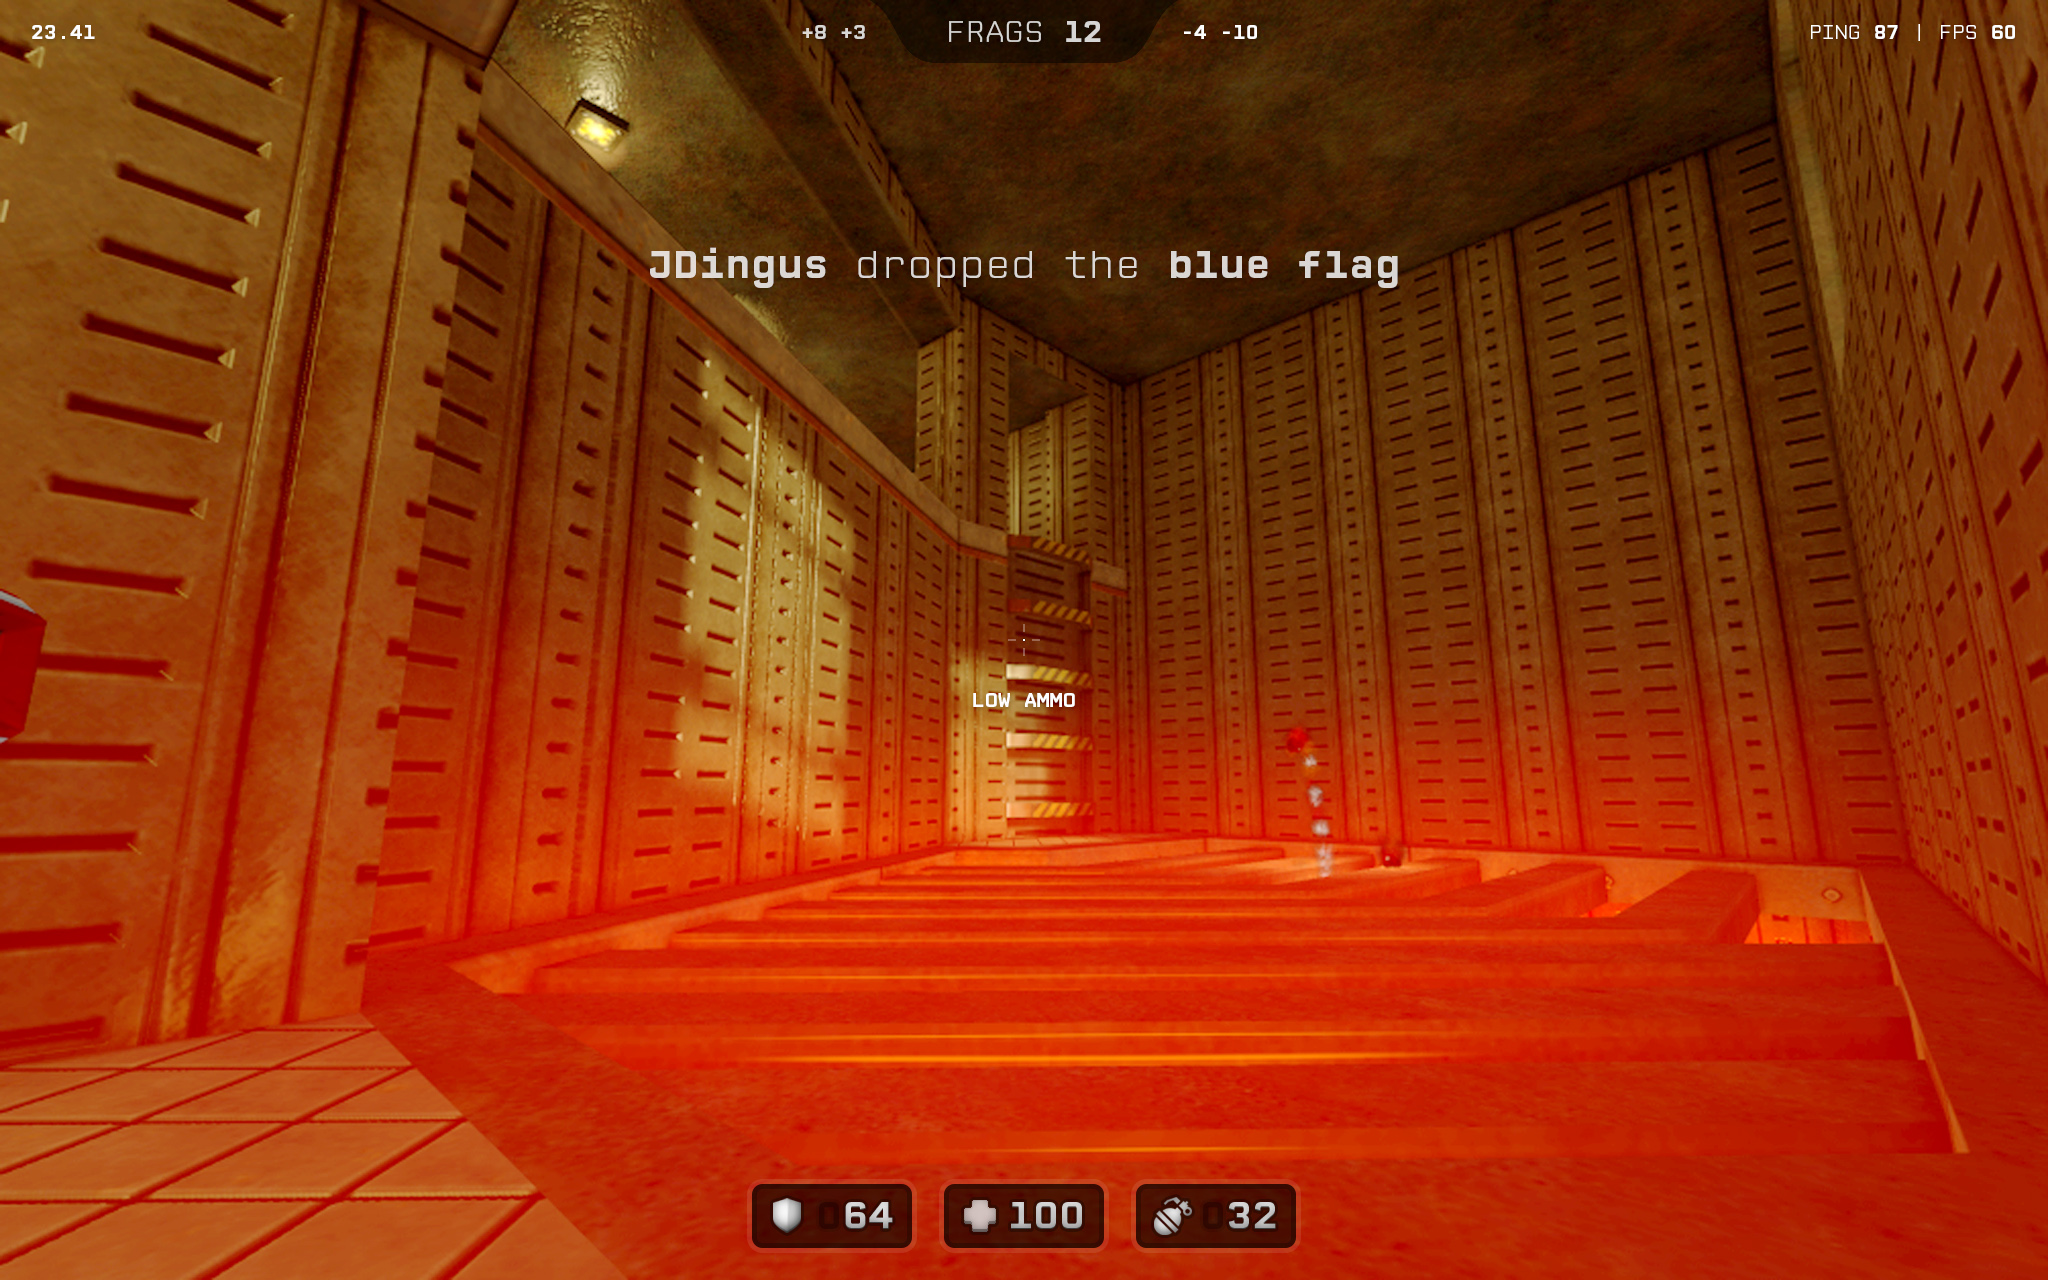 23.41
+8 +3
FRAGS 12
-4 -10
PING 87 | FPS 60
JDingus dropped the blue flag
LOW AMMO
64
100
32